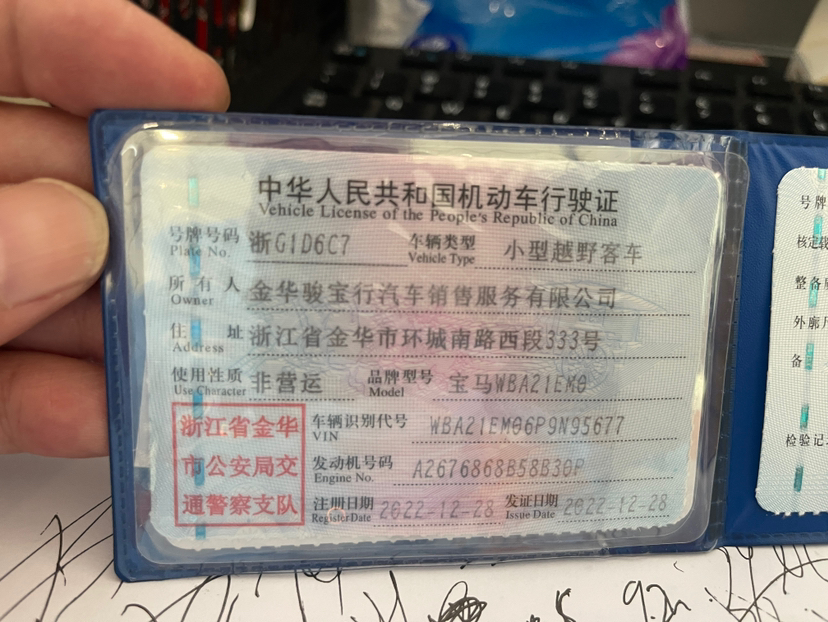 中华人民共和国机动车行驶证
Vehicle License of the People's Republic of China
号牌号码 浙G1D6C7 车辆类型 小型越野客车
Plate No. Vehicle Type
所有人 金华骏宝行汽车销售服务有限公司
Owner
住址 浙江省金华市环城南路西段333号
Address
使用性质 非营运 品牌型号 宝马WBA21EM0
Use Character Model
浙江省金华
市公安局交
通警察支队
车辆识别代号 WBA21EM06P9N95677
VIN
发动机号码 A2676868B58B30P
Engine No.
注册日期 2022-12-28 发证日期 2022-12-28
Register Date Issue Date
号牌
核定载
整备质
外廓尺
备
检验记